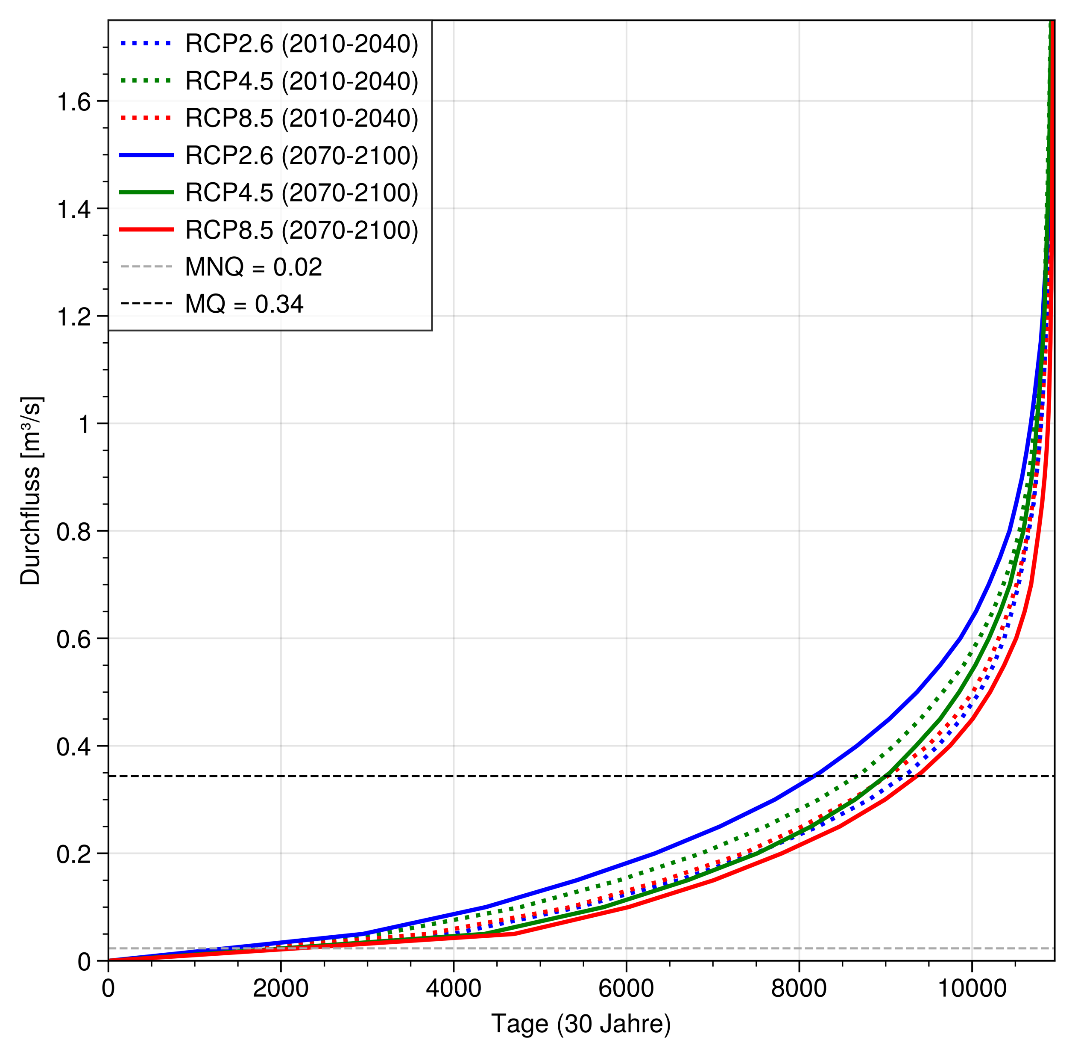 RCP2.6 (2010-2040)
RCP4.5 (2010-2040)
RCP8.5 (2010-2040)
RCP2.6 (2070-2100)
RCP4.5 (2070-2100)
RCP8.5 (2070-2100)
MNQ = 0.02
MQ = 0.34
1.6
1.4
1.2
1
0.8
0.6
0.4
0.2
0
Durchfluss [m³/s]
0 2000 4000 6000 8000 10000
Tage (30 Jahre)